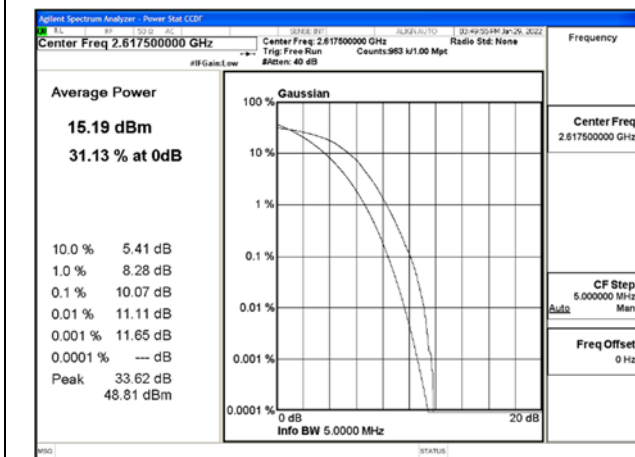 Agilent Spectrum Analyzer - Power Stat CCDF
RL RF 50 Ω AC SENSE:INT ALIGN AUTO 03:49:55 PM Jan 29, 2022
Center Freq 2.617500000 GHz
Center Freq: 2.617500000 GHz Radio Std: None
Trig: Free Run Counts:963 k/1.00 Mpt
#IFGain:Low #Atten: 40 dB
Frequency
Average Power
15.19 dBm
31.13 % at 0dB
10.0 % 5.41 dB
1.0 % 8.28 dB
0.1 % 10.07 dB
0.01 % 11.11 dB
0.001 % 11.65 dB
0.0001 % --- dB
Peak 33.62 dB
48.81 dBm
Gaussian
100 %
10 %
1 %
0.1 %
0.01 %
0.001 %
0.0001 %
0 dB 20 dB
Info BW 5.0000 MHz
Center Freq
2.617500000 GHz
CF Step
5.000000 MHz
Auto Man
Freq Offset
0 Hz
MSG STATUS